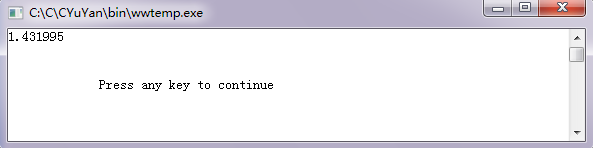 C:\C\CYuYan\bin\wwtemp.exe
1.431995
Press any key to continue